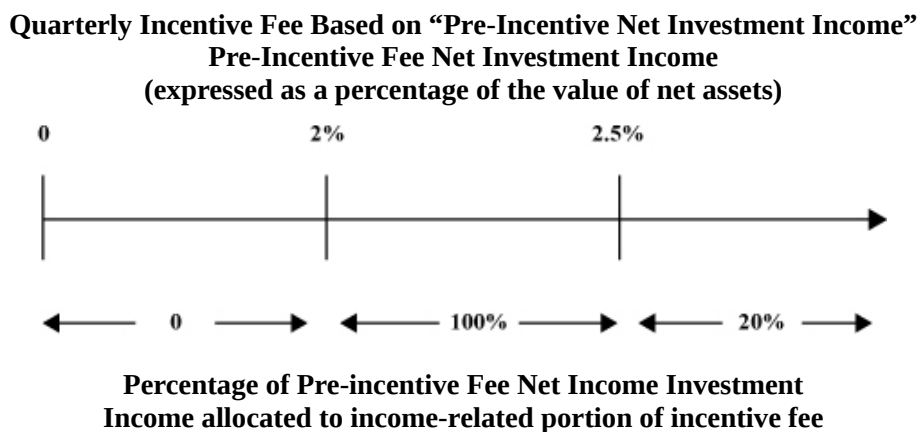 Quarterly Incentive Fee Based on “Pre-Incentive Net Investment Income”
Pre-Incentive Fee Net Investment Income
(expressed as a percentage of the value of net assets)
0 2% 2.5%
0 100% 20%
Percentage of Pre-incentive Fee Net Income Investment
Income allocated to income-related portion of incentive fee